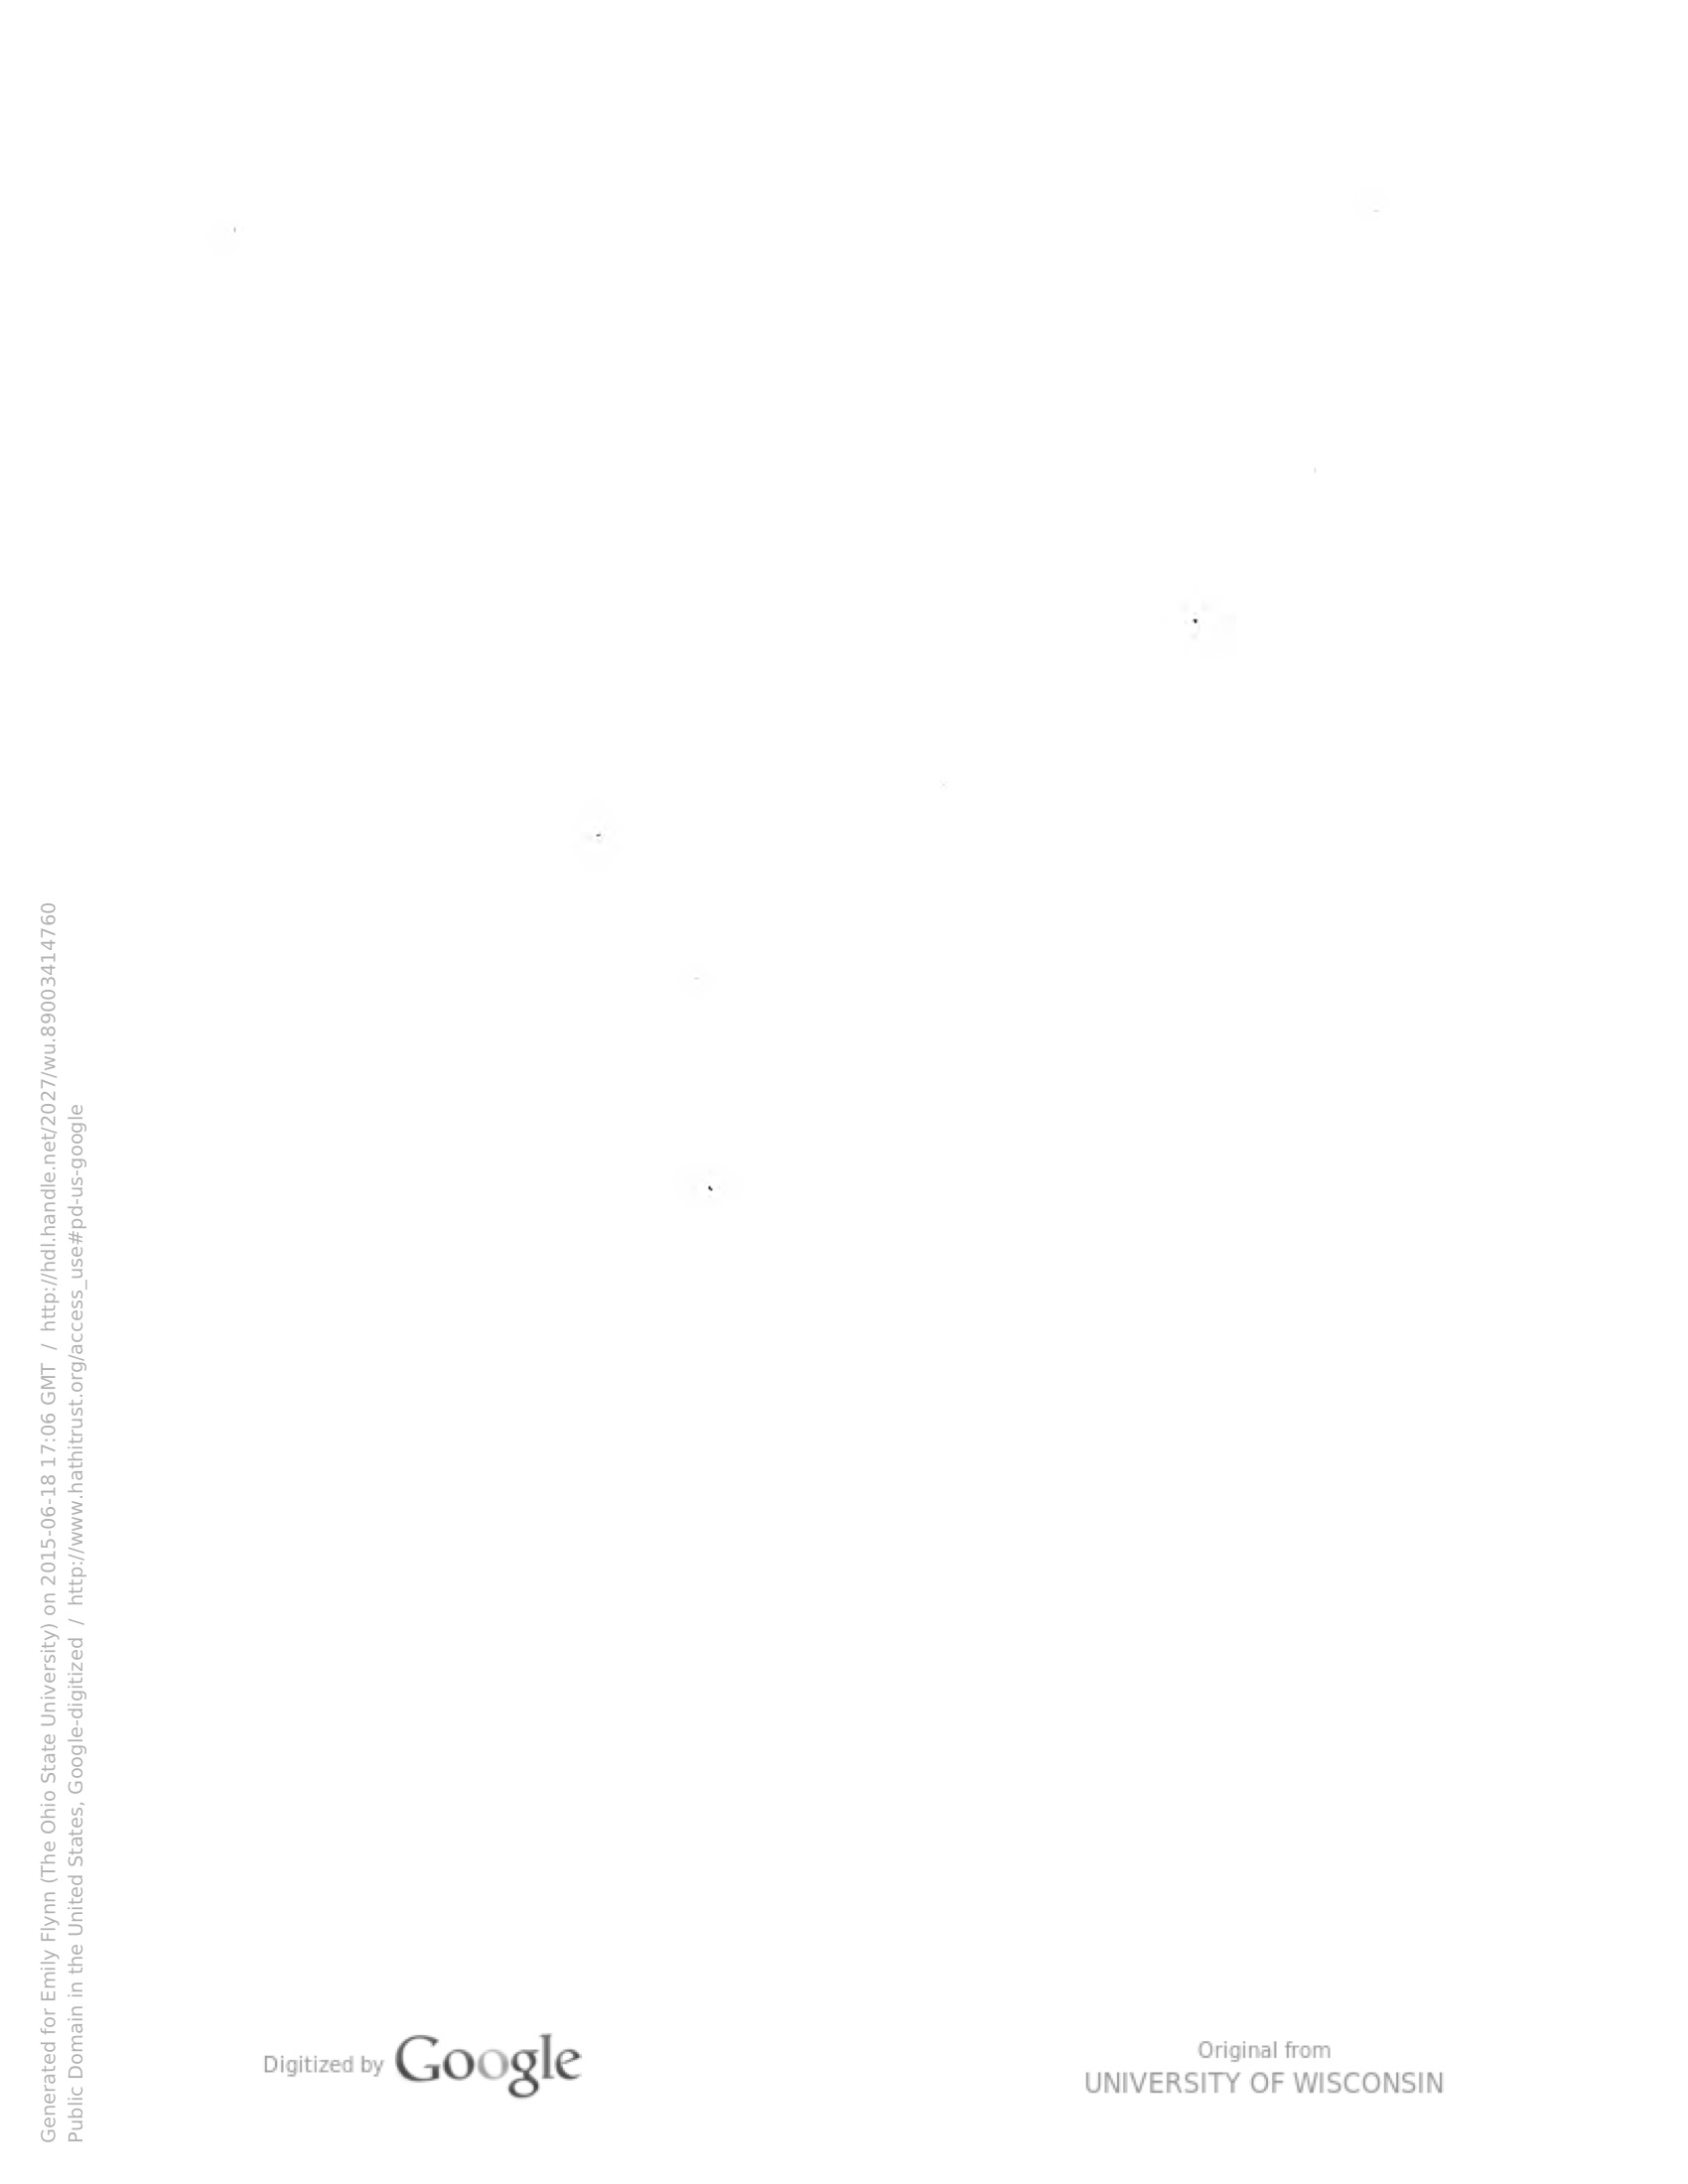 Generated for Emily Flynn (The Ohio State University) on 2015-06-18 17:06 GMT / http://hdl.handle.net/2027/wu.89003414760
Public Domain in the United States, Google-digitized / http://www.hathitrust.org/access_use#pd-us-google
Digitized by Google
Original from
UNIVERSITY OF WISCONSIN